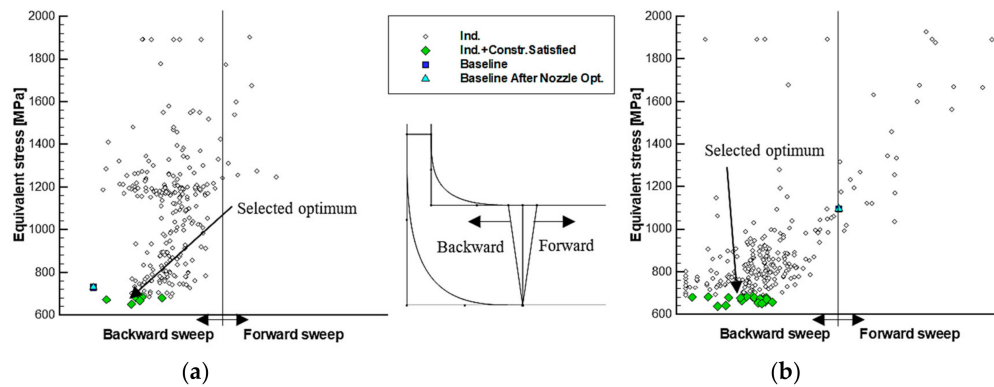 2000
1800
1600
1400
1200
1000
800
600
Equivalent stress [MPa]
Selected optimum
Backward sweep
Forward sweep
(a)
Ind.
Ind.+Constr.Satisfied
Baseline
Baseline After Nozzle Opt.
Backward
Forward
2000
1800
1600
1400
1200
1000
800
600
Equivalent stress [MPa]
Selected optimum
Backward sweep
Forward sweep
(b)